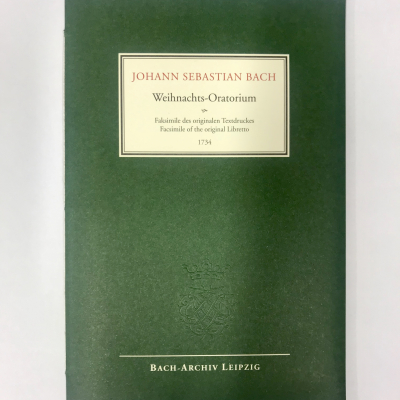 JOHANN SEBASTIAN BACH
Weihnachts-Oratorium
Faksimile des originalen Textdruckes
Facsimile of the original Libretto
1734
BACH-ARCHIV LEIPZIG